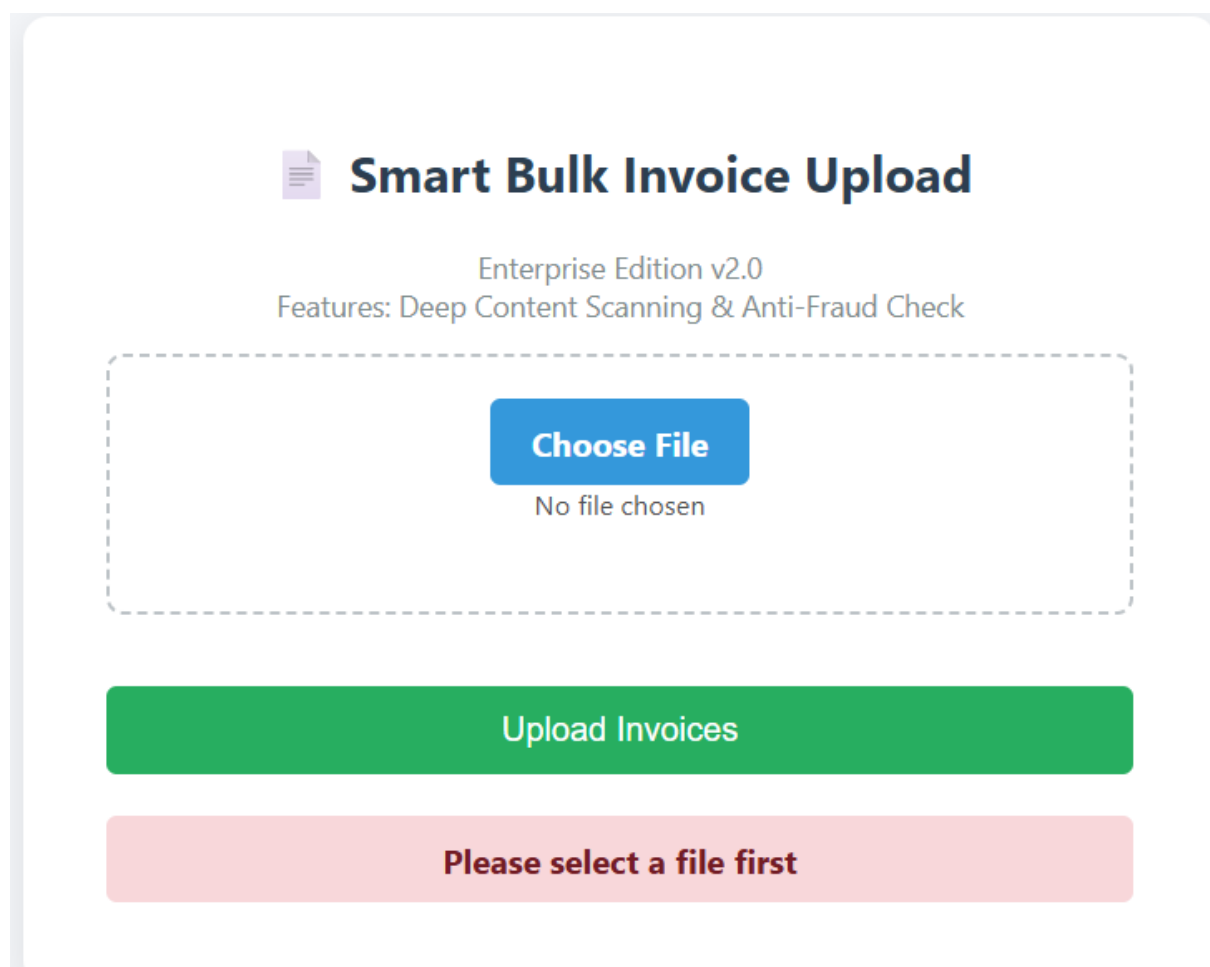 Smart Bulk Invoice Upload
Enterprise Edition v2.0
Features: Deep Content Scanning & Anti-Fraud Check
Choose File
No file chosen
Upload Invoices
Please select a file first